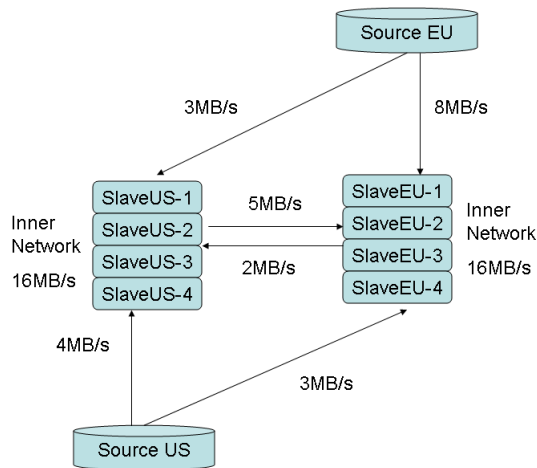 Source EU
3MB/s
8MB/s
SlaveUS-1
SlaveUS-2
SlaveUS-3
SlaveUS-4
Inner
Network
16MB/s
5MB/s
2MB/s
SlaveEU-1
SlaveEU-2
SlaveEU-3
SlaveEU-4
Inner
Network
16MB/s
4MB/s
3MB/s
Source US